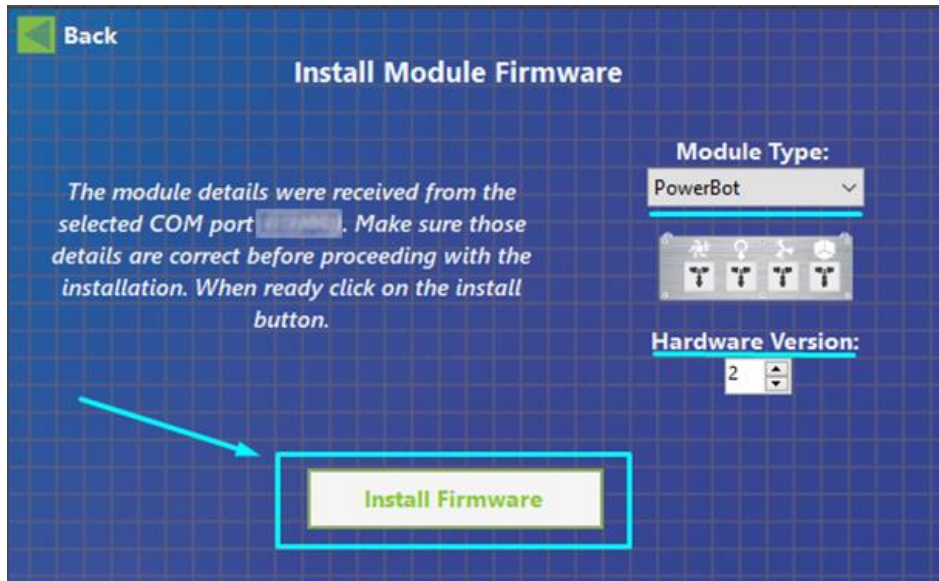 Back
Install Module Firmware
Module Type:
PowerBot
The module details were received from the
selected COM port . Make sure those
details are correct before proceeding with the
installation. When ready click on the install
button.
Hardware Version:
2
Install Firmware